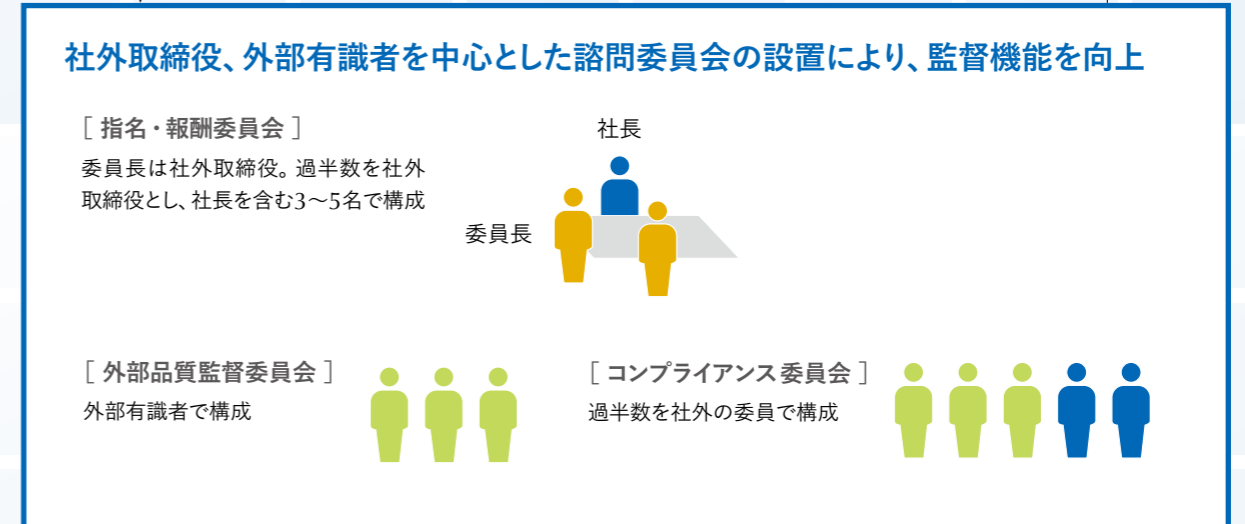 社外取締役、外部有識者を中心とした諮問委員会の設置により、監督機能を向上
[ 指名・報酬委員会 ]
委員長は社外取締役。過半数を社外
取締役とし、社長を含む3〜5名で構成
社長
委員長
[ 外部品質監督委員会 ]
外部有識者で構成
[ コンプライアンス委員会 ]
過半数を社外の委員で構成